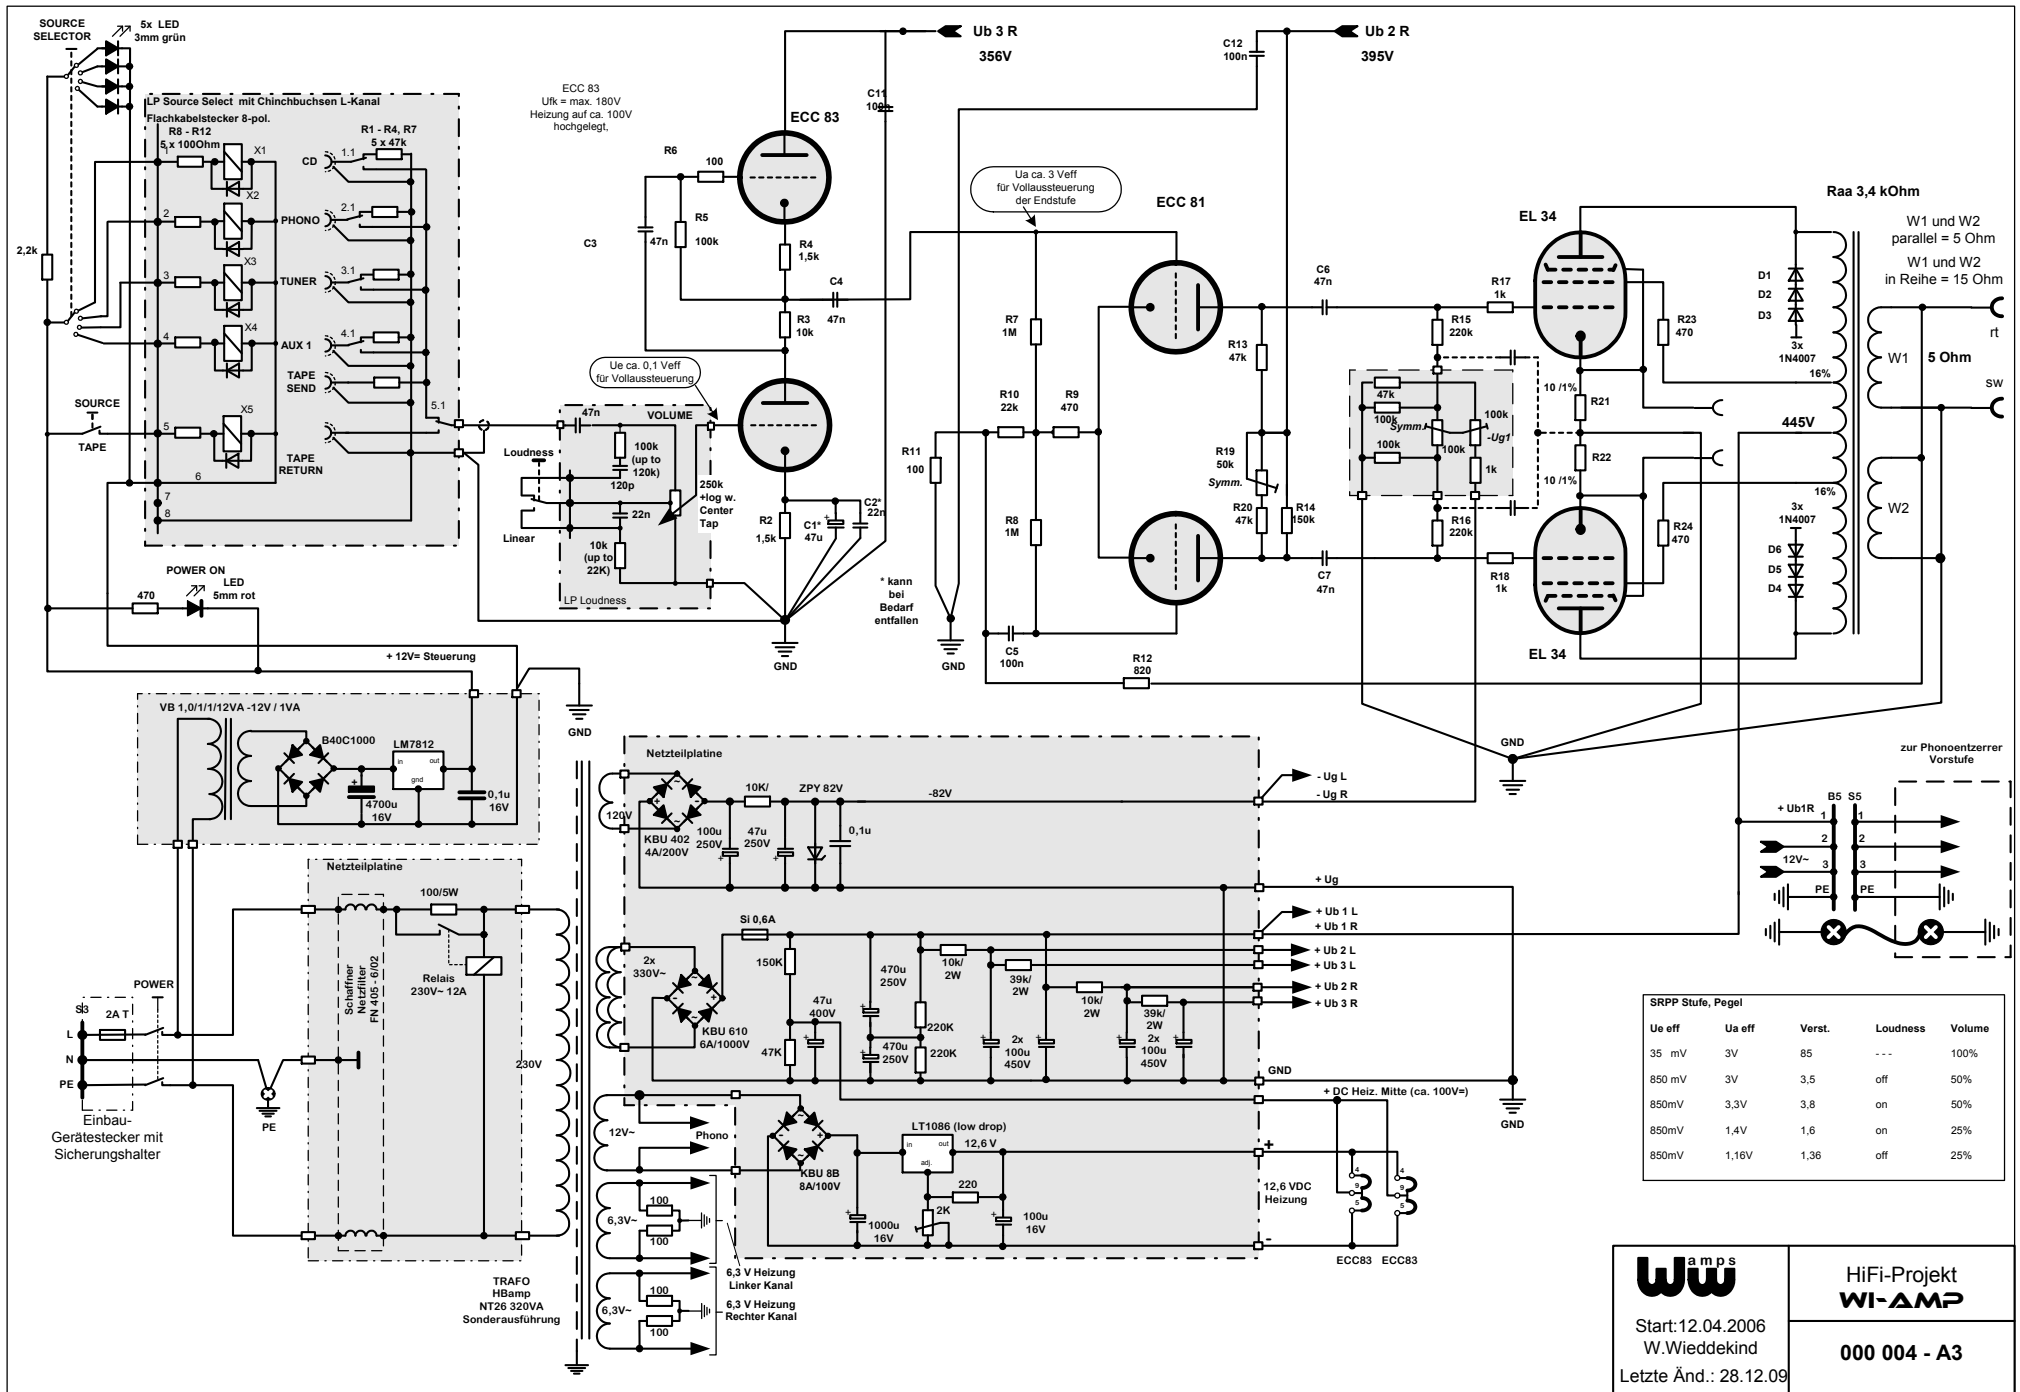 SOURCE
SELECTOR
5x LED
3mm grün
LP Source Select mit Chinchbuchsen L-Kanal
Flachkabelstecker 8-pol.
R8 - R12
5 x 100Ohm
R1 - R4, R7
5 x 47k
1
X1
CD
1.1
X2
2
PHONO
2.1
X3
3
TUNER
3.1
X4
4
AUX 1
4.1
TAPE
SEND
X5
5
5.1
TAPE
RETURN
6
7
8
2,2k
SOURCE
TAPE
POWER ON
LED
5mm rot
470
+ 12V= Steuerung
ECC 83
Ufk = max. 180V
Heizung auf ca. 100V
hochgelegt,
Ub 3 R
356V
C11
100n
ECC 83
R6
100
R5
100k
C3
47n
R4
1,5k
C4
47n
R3
10k
Ue ca. 0,1 Veff
für Vollaussteuerung
47n
VOLUME
Loudness
100k
(up to
120k)
120p
250k
+log w.
Center
Tap
22n
Linear
10k
(up to
22K)
LP Loudness
R2
1,5k
C1*
47u
C2*
22n
* kann
bei
Bedarf
entfallen
GND
C12
100n
Ub 2 R
395V
Ua ca. 3 Veff
für Vollaussteuerung
der Endstufe
ECC 81
R7
1M
R10
22k
R9
470
R11
100
R8
1M
C5
100n
GND
R12
820
C6
47n
R13
47k
R19
50k
Symm.
R20
47k
R14
150k
C7
47n
R15
220k
R17
1k
47k
100k
Symm.
100k
100k
100k
-Ug1
1k
R16
220k
R18
1k
EL 34
EL 34
10 /1%
R21
R22
10 /1%
R23
470
R24
470
D1
D2
D3
3x
1N4007
16%
445V
16%
3x
1N4007
D6
D5
D4
Raa 3,4 kOhm
W1 und W2
parallel = 5 Ohm
W1 und W2
in Reihe = 15 Ohm
W1
5 Ohm
rt
sw
W2
GND
VB 1,0/1/1/12VA -12V / 1VA
B40C1000
LM7812
in
out
gnd
4700u
16V
0,1u
16V
GND
Netzteilplatine
100/5W
Schaffner
Netzfilter
FN 405 - 6/02
Relais
230V~ 12A
POWER
S3
2A T
L
N
PE
Einbau-
Gerätestecker mit
Sicherungshalter
PE
230V
TRAFO
HBamp
NT26 320VA
Sonderausführung
Netzteilplatine
120V
KBU 402
4A/200V
10K/
100u
250V
47u
250V
ZPY 82V
0,1u
-82V
- Ug L
- Ug R
+ Ug
Si 0,6A
2x
330V~
KBU 610
6A/1000V
150K
47u
400V
47K
470u
250V
470u
250V
220K
220K
10k/
2W
39k/
2W
10k/
2W
39k/
2W
2x
100u
450V
2x
100u
450V
+ Ub 1 L
+ Ub 1 R
+ Ub 2 L
+ Ub 3 L
+ Ub 2 R
+ Ub 3 R
GND
GND
+ DC Heiz. Mitte (ca. 100V=)
12V~
Phono
KBU 8B
8A/100V
LT1086 (low drop)
in
out
adj.
12,6 V
220
2K
1000u
16V
100u
16V
+
12,6 VDC
Heizung
-
4
9
5
4
9
5
ECC83
ECC83
6,3V~
100
100
6,3 V Heizung
Linker Kanal
6,3V~
100
100
6,3 V Heizung
Rechter Kanal
zur Phonoentzerrer
Vorstufe
B5 S5
+ Ub1R
1 1
2 2
12V~
3 3
PE PE
SRPP Stufe, Pegel
Ue eff Ua eff Verst. Loudness Volume
35 mV 3V 85 - - - 100%
850 mV 3V 3,5 off 50%
850mV 3,3V 3,8 on 50%
850mV 1,4V 1,6 on 25%
850mV 1,16V 1,36 off 25%
amps
Start:12.04.2006
W.Wieddekind
Letzte Änd.: 28.12.09
HiFi-Projekt
WI-AMP
000 004 - A3